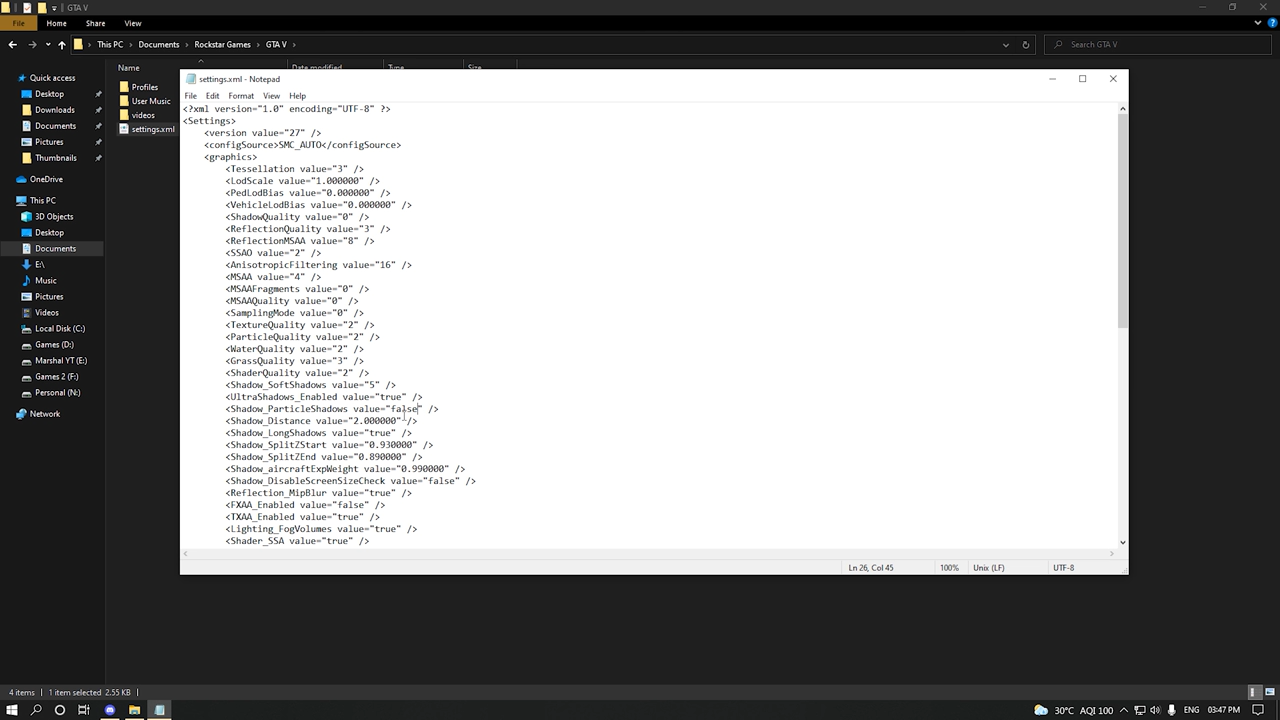 GTA V
File
Home
Share
View
This PC
Documents
Rockstar Games
GTA V
Search GTA V
Name
Date modified
Type
Size
Quick access
Desktop
Downloads
Documents
Pictures
Thumbnails
OneDrive
This PC
3D Objects
Desktop
Documents
E:\
Music
Pictures
Videos
Local Disk (C:)
Games (D:)
Marshal YT (E:)
Games 2 (F:)
Personal (N:)
Network
Profiles
User Music
videos
settings.xml
settings.xml - Notepad
File Edit Format View Help
<?xml version="1.0" encoding="UTF-8" ?>
<Settings>
<version value="27" />
<configSource>SMC_AUTO</configSource>
<graphics>
<Tessellation value="3" />
<LodScale value="1.000000" />
<PedLodBias value="0.000000" />
<VehicleLodBias value="0.000000" />
<ShadowQuality value="0" />
<ReflectionQuality value="3" />
<ReflectionMSAA value="8" />
<SSAO value="2" />
<AnisotropicFiltering value="16" />
<MSAA value="4" />
<MSAAFragments value="0" />
<MSAAQuality value="0" />
<SamplingMode value="0" />
<TextureQuality value="2" />
<ParticleQuality value="2" />
<WaterQuality value="2" />
<GrassQuality value="3" />
<ShaderQuality value="2" />
<Shadow_SoftShadows value="5" />
<UltraShadows_Enabled value="true" />
<Shadow_ParticleShadows value="false" />
<Shadow_Distance value="2.000000" />
<Shadow_LongShadows value="true" />
<Shadow_SplitZStart value="0.930000" />
<Shadow_SplitZEnd value="0.890000" />
<Shadow_aircraftExpWeight value="0.990000" />
<Shadow_DisableScreenSizeCheck value="false" />
<Reflection_MipBlur value="true" />
<FXAA_Enabled value="false" />
<TXAA_Enabled value="true" />
<Lighting_FogVolumes value="true" />
<Shader_SSA value="true" />
Ln 26, Col 45
100%
Unix (LF)
UTF-8
4 items
1 item selected 2.55 KB
30°C AQI 100
ENG
03:47 PM